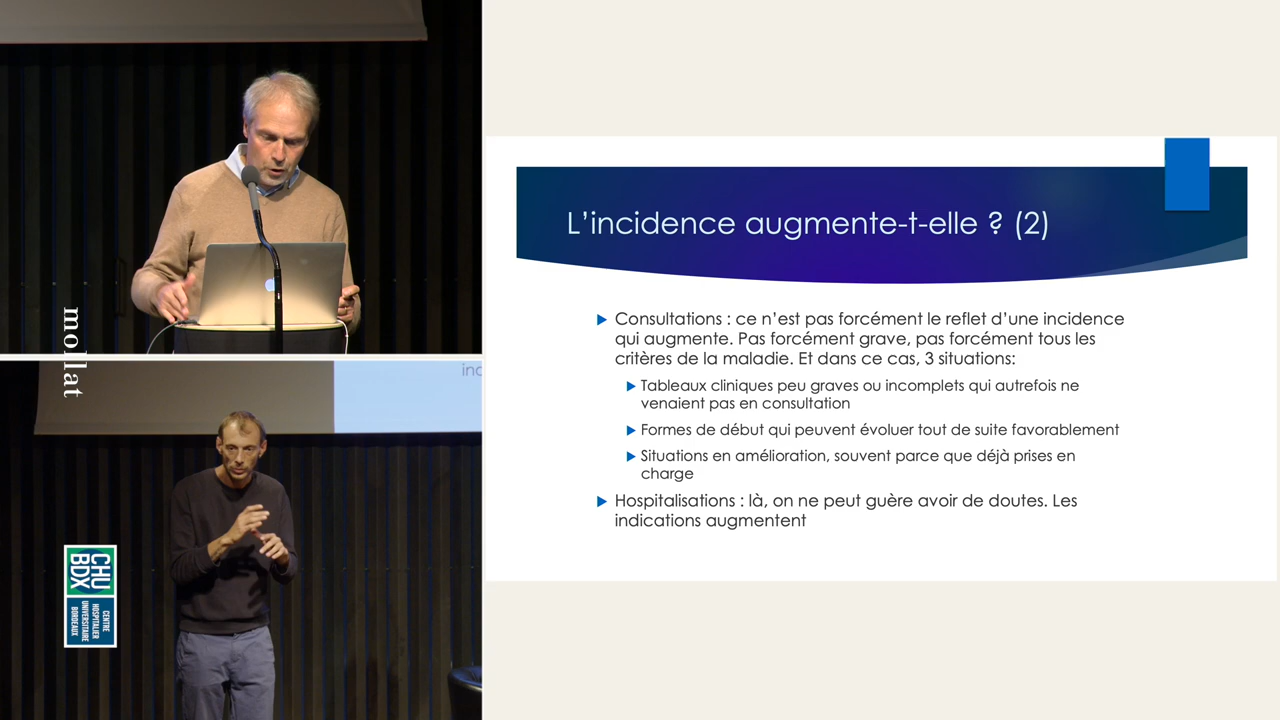 mollat
inc
CHU
BDX
CENTRE
HOSPITALIER
UNIVERSITAIRE
BORDEAUX
L’incidence augmente-t-elle ? (2)
Consultations : ce n’est pas forcément le reflet d’une incidence
qui augmente. Pas forcément grave, pas forcément tous les
critères de la maladie. Et dans ce cas, 3 situations:
Tableaux cliniques peu graves ou incomplets qui autrefois ne
venaient pas en consultation
Formes de début qui peuvent évoluer tout de suite favorablement
Situations en amélioration, souvent parce que déjà prises en
charge
Hospitalisations : là, on ne peut guère avoir de doutes. Les
indications augmentent